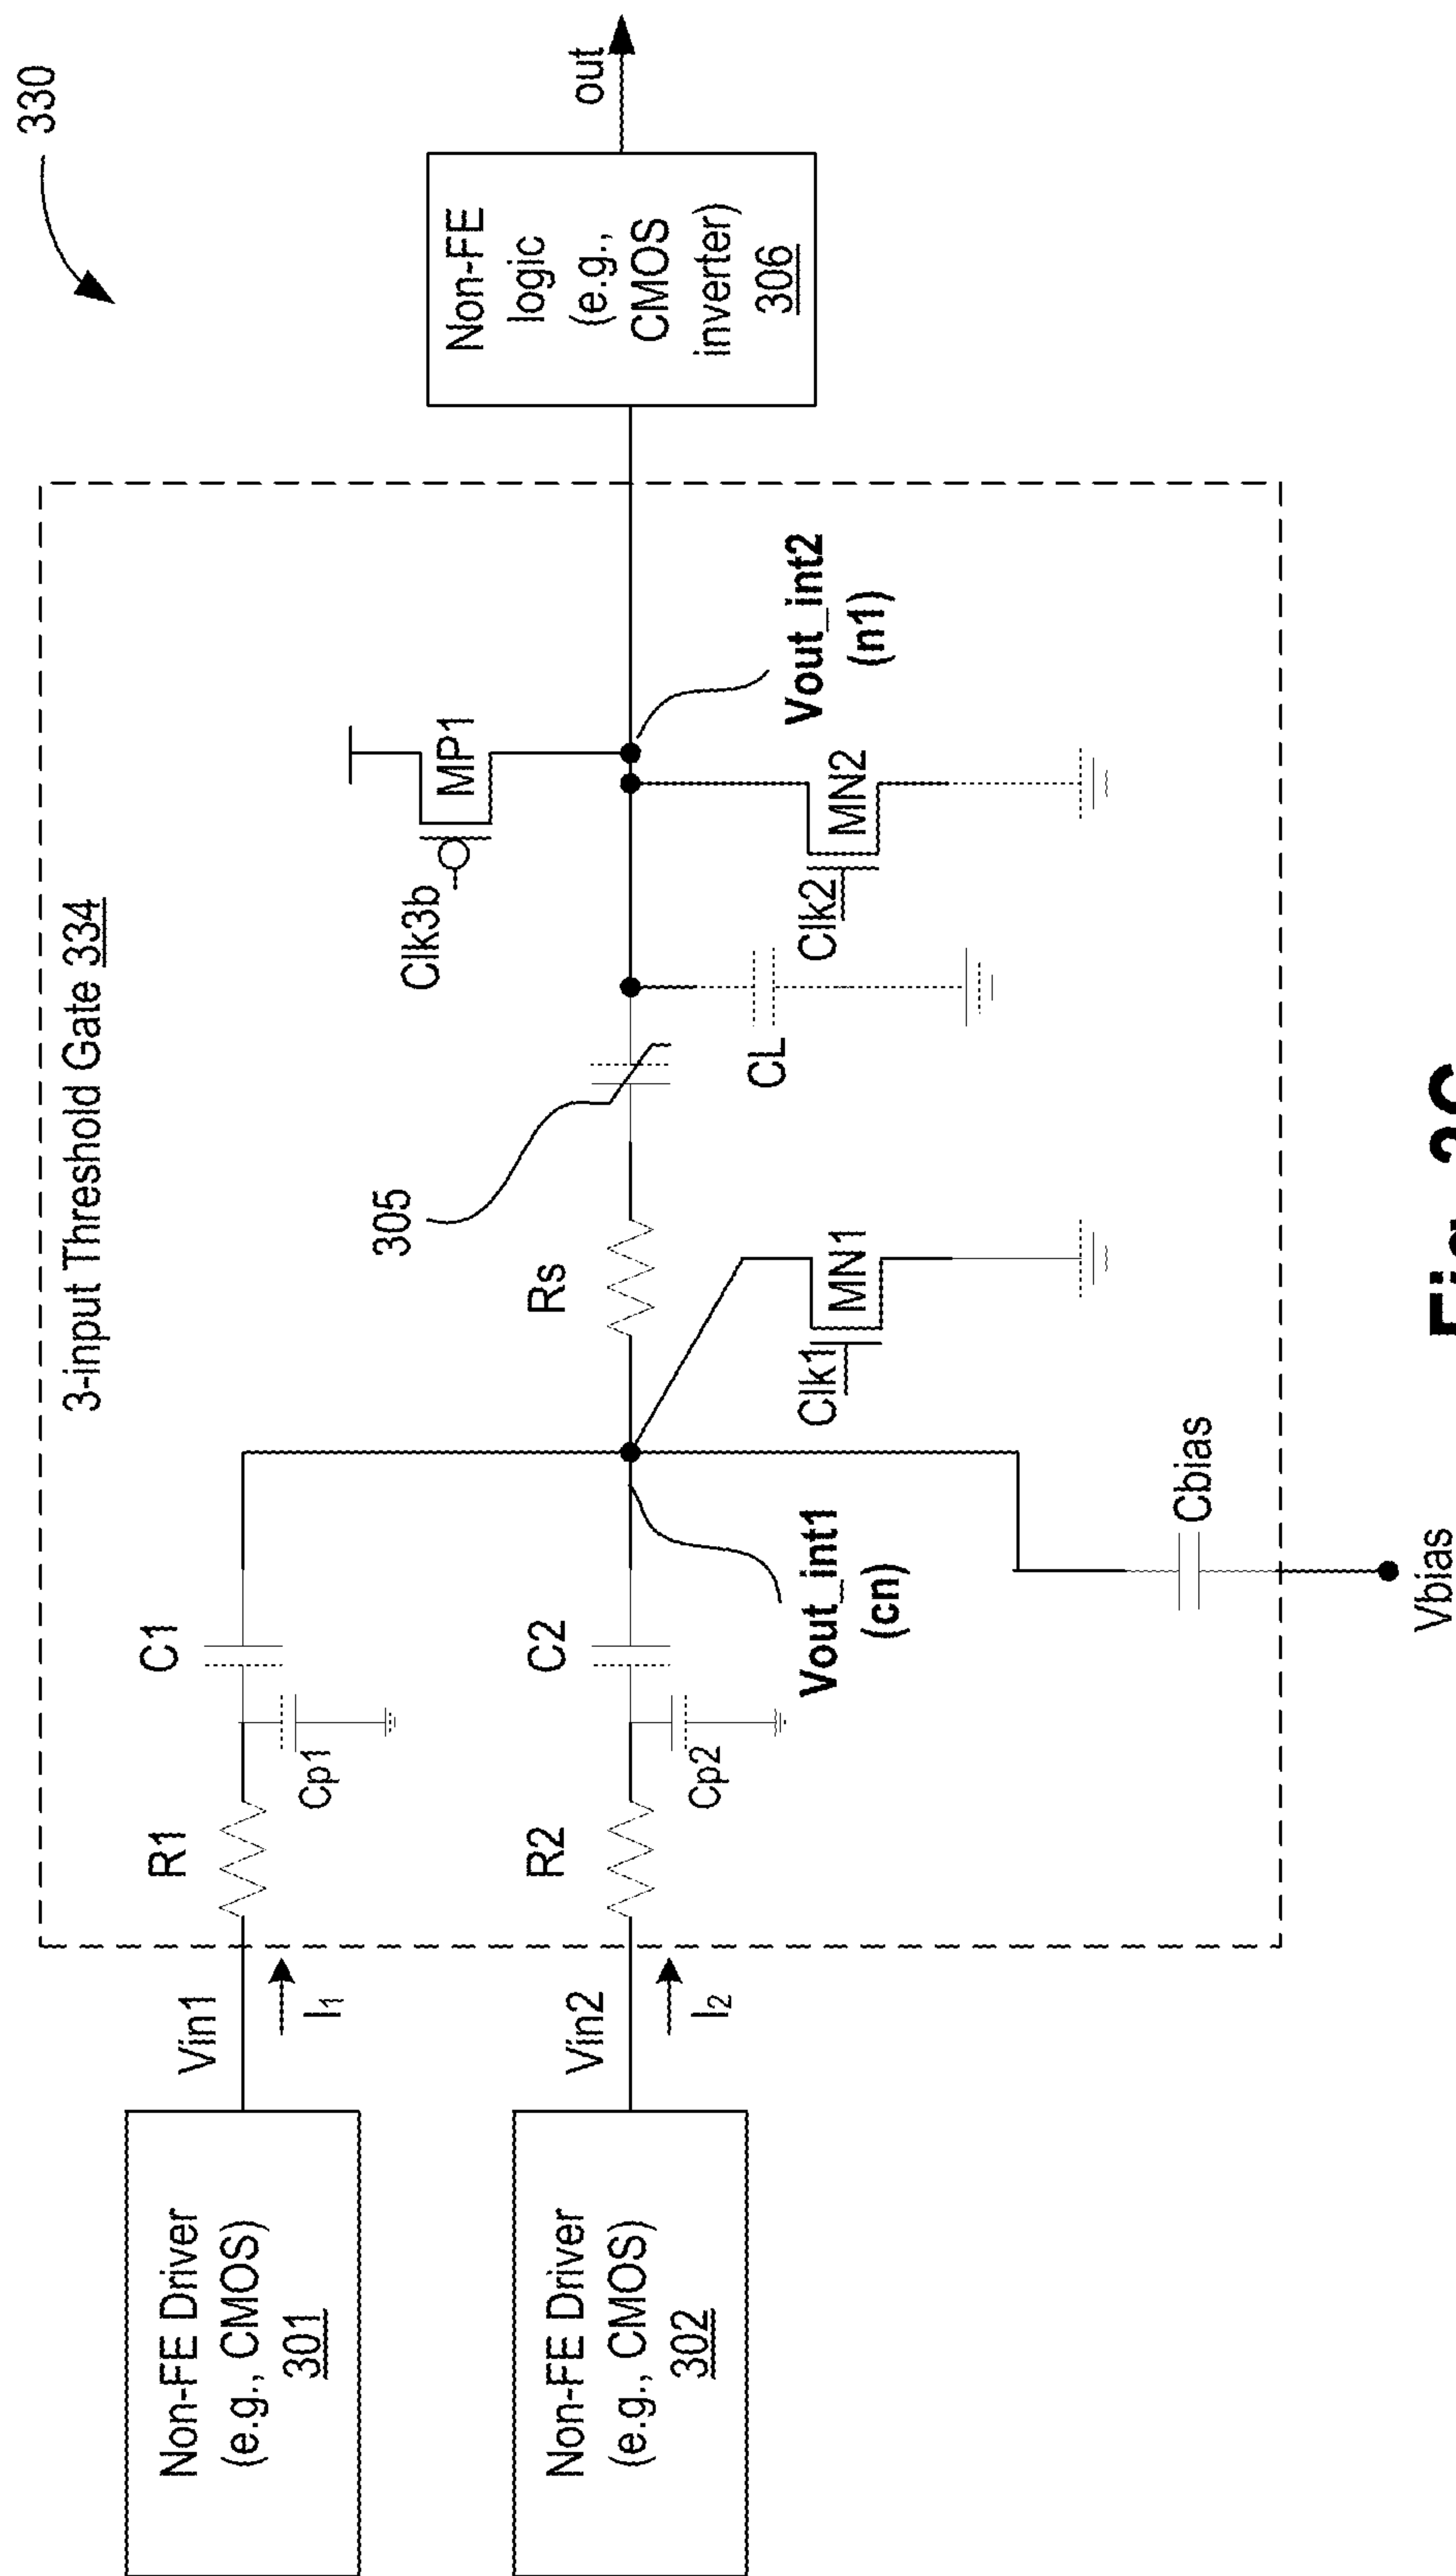 330
3-input Threshold Gate 334
Non-FE Driver
(e.g., CMOS)
301
Vin1
I1
R1
Cp1
C1
Non-FE Driver
(e.g., CMOS)
302
Vin2
I2
R2
Cp2
C2
Vout_int1
(cn)
Vbias
Cbias
Rs
Clk1
MN1
305
CL
Clk3b
MP1
Clk2
MN2
Vout_int2
(n1)
Non-FE
logic
(e.g.,
CMOS
inverter)
306
out